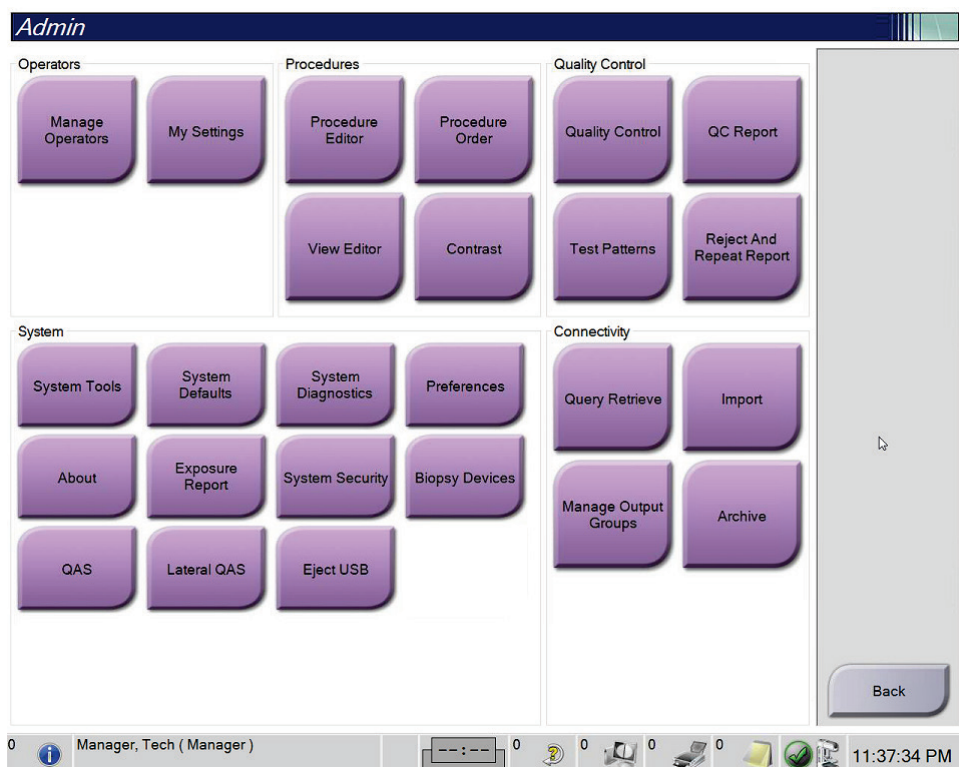 Admin
Operators
Manage
Operators
My Settings
Procedures
Procedure
Editor
Procedure
Order
View Editor
Contrast
Quality Control
Quality Control
QC Report
Test Patterns
Reject And
Repeat Report
System
System Tools
System
Defaults
System
Diagnostics
Preferences
About
Exposure
Report
System Security
Biopsy Devices
QAS
Lateral QAS
Eject USB
Connectivity
Query Retrieve
Import
Manage Output
Groups
Archive
Back
0
Manager, Tech ( Manager )
--:--
0
0
0
0
11:37:34 PM